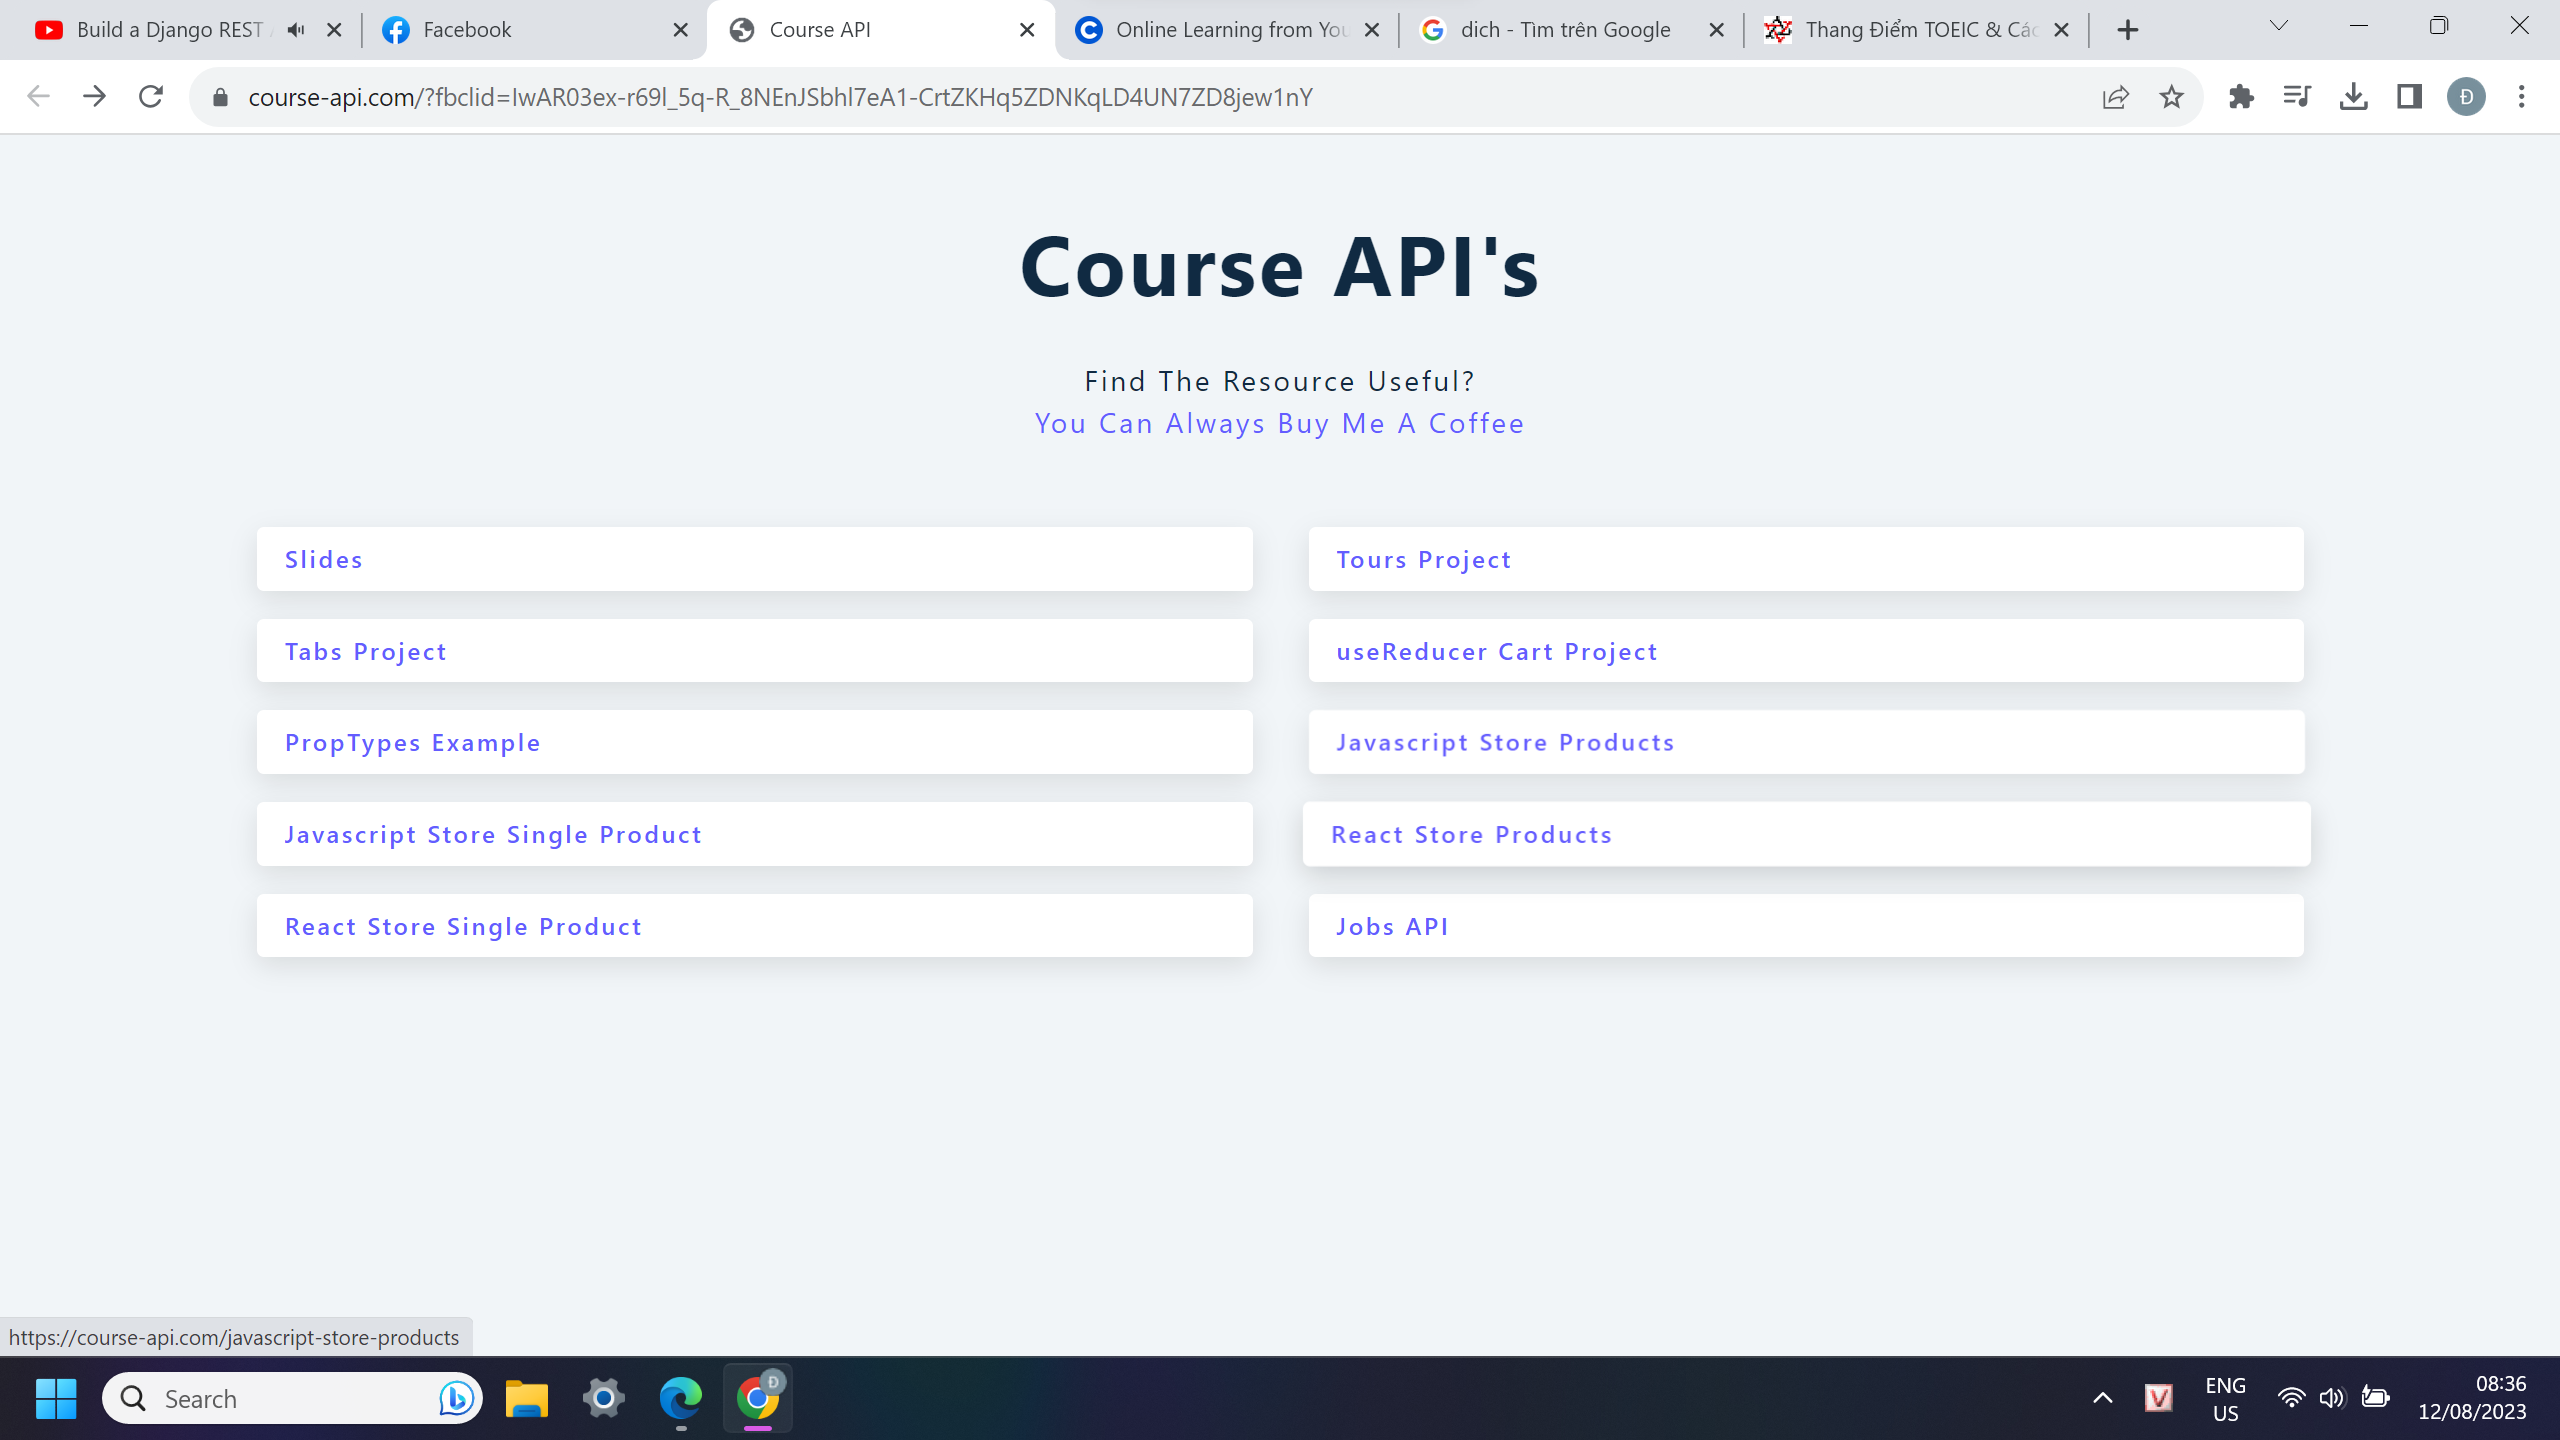 Build a Django REST
Facebook
Course API
Online Learning from You
dich - Tìm trên Google
Thang Điểm TOEIC & Các
course-api.com/?fbclid=IwAR03ex-r69l_5q-R_8NEnJSbhl7eA1-CrtZKHq5ZDNKqLD4UN7ZD8jew1nY
Đ
Course API's
Find The Resource Useful?
You Can Always Buy Me A Coffee
Slides
Tours Project
Tabs Project
useReducer Cart Project
PropTypes Example
Javascript Store Products
Javascript Store Single Product
React Store Products
React Store Single Product
Jobs API
https://course-api.com/javascript-store-products
Search
Đ
V
ENG
US
08:36
12/08/2023